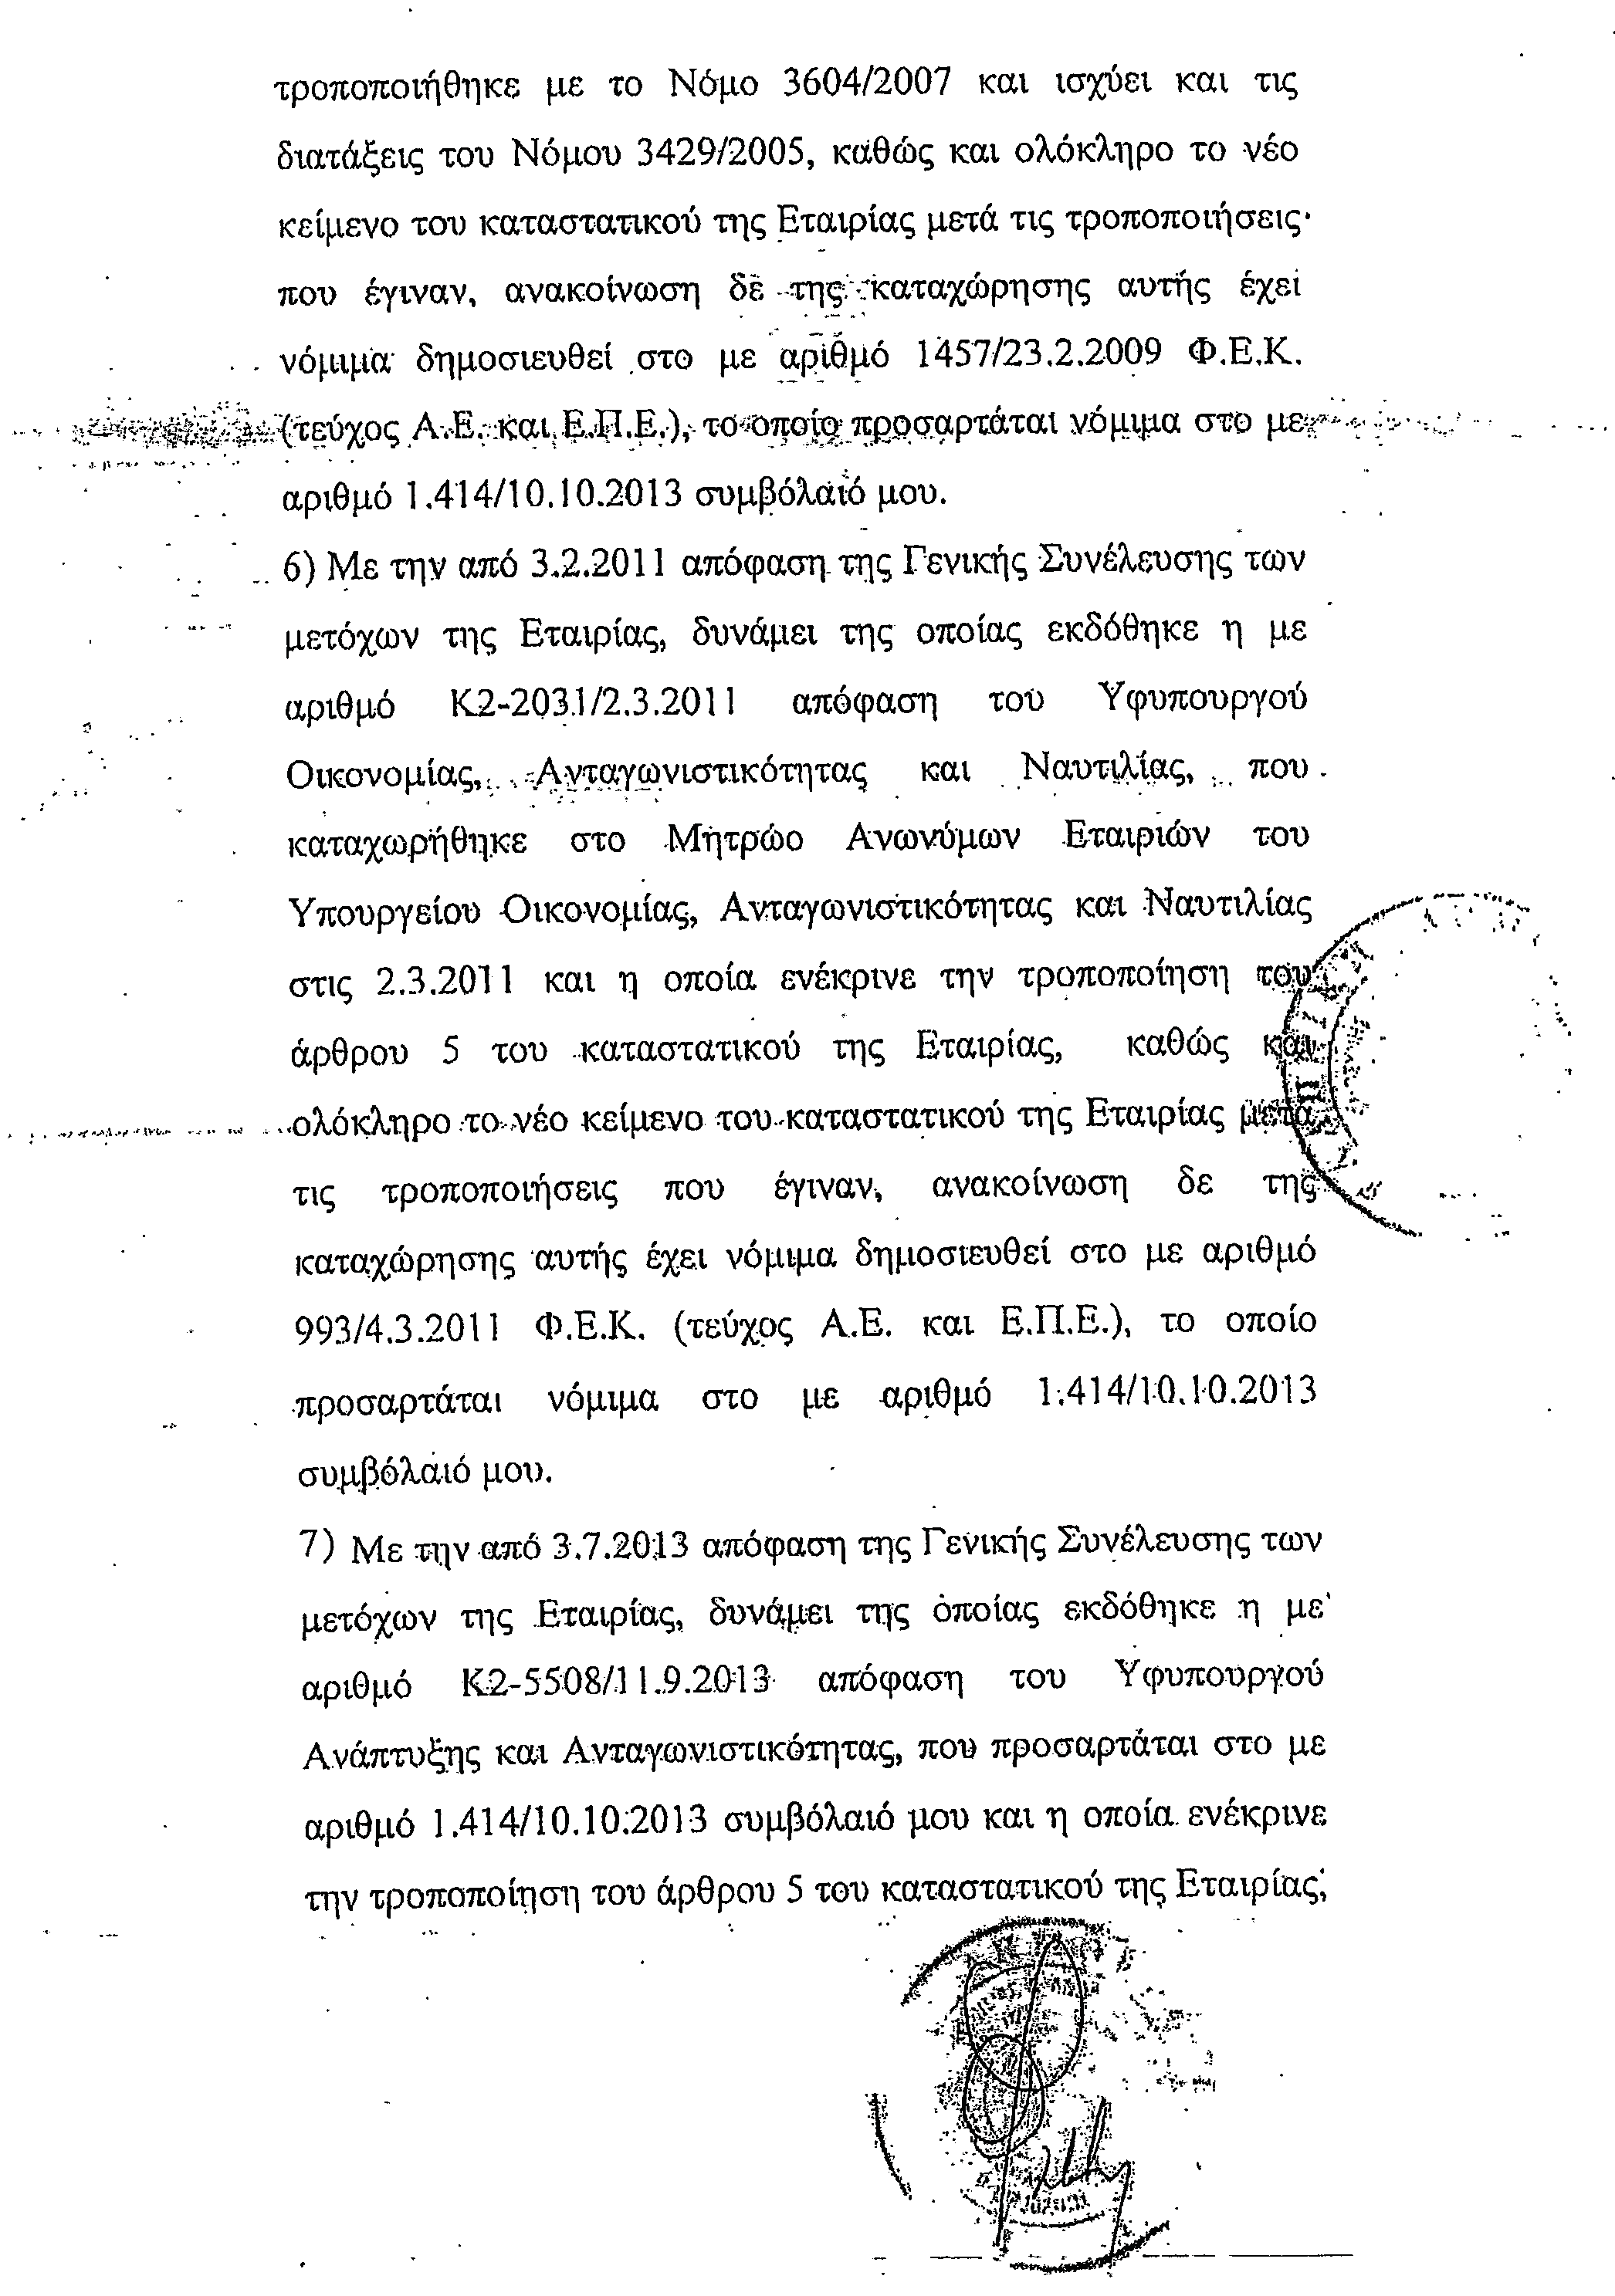 τροποποιήθηκε με το Νόμο 3604/2007 και ισχύει και τις
διατάξεις του Νόμου 3429/2005, καθώς και ολόκληρο το νέο
κείμενο του καταστατικού της Εταιρίας μετά τις τροποποιήσεις
που έγιναν, ανακοίνωση δε της καταχώρησης αυτής έχει
νόμιμα δημοσιευθεί στο με αριθμό 1457/23.2.2009 Φ.Ε.Κ.
(τεύχος Α.Ε. και Ε.Π.Ε.), το οποίο προσαρτάται νόμιμα στο με
αριθμό 1.414/10.10.2013 συμβόλαιό μου.
6) Με την από 3.2.2011 απόφαση της Γενικής Συνέλευσης των
μετόχων της Εταιρίας, δυνάμει της οποίας εκδόθηκε η με
αριθμό Κ2-2031/2.3.2011 απόφαση του Υφυπουργού
Οικονομίας, Ανταγωνιστικότητας και Ναυτιλίας, που
καταχωρήθηκε στο Μητρώο Ανωνύμων Εταιριών του
Υπουργείου Οικονομίας, Ανταγωνιστικότητας και Ναυτιλίας
στις 2.3.2011 και η οποία ενέκρινε την τροποποίηση του
άρθρου 5 του καταστατικού της Εταιρίας, καθώς και
ολόκληρο το νέο κείμενο του καταστατικού της Εταιρίας μετά
τις τροποποιήσεις που έγιναν, ανακοίνωση δε της
καταχώρησης αυτής έχει νόμιμα δημοσιευθεί στο με αριθμό
993/4.3.2011 Φ.Ε.Κ. (τεύχος Α.Ε. και Ε.Π.Ε.), το οποίο
προσαρτάται νόμιμα στο με αριθμό 1.414/10.10.2013
συμβόλαιό μου.
7) Με την από 3.7.2013 απόφαση της Γενικής Συνέλευσης των
μετόχων της Εταιρίας, δυνάμει της οποίας εκδόθηκε η με
αριθμό Κ2-5508/11.9.2013 απόφαση του Υφυπουργού
Ανάπτυξης και Ανταγωνιστικότητας, που προσαρτάται στο με
αριθμό 1.414/10.10.2013 συμβόλαιό μου και η οποία ενέκρινε
την τροποποίηση του άρθρου 5 του καταστατικού της Εταιρίας,